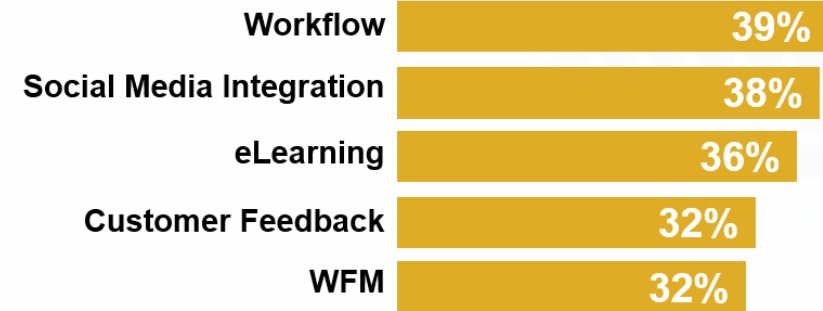 Workflow 39%
Social Media Integration 38%
eLearning 36%
Customer Feedback 32%
WFM 32%